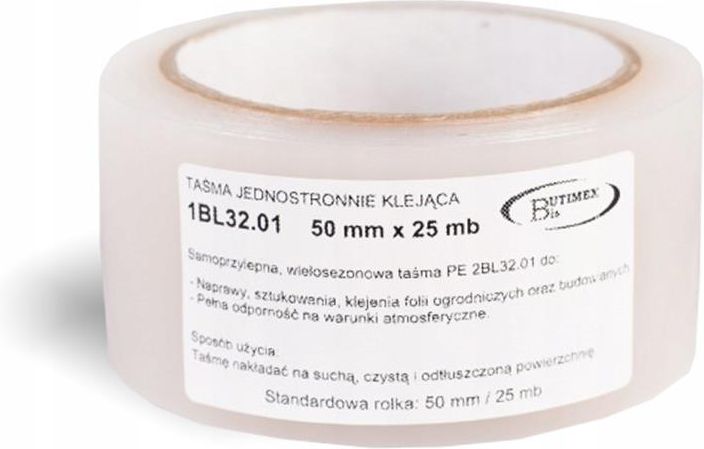 TAŚMA JEDNOSTRONNIE KLEJĄCA
1BL32.01 50 mm x 25 mb
BUTIMEX
Bis
Samoprzylepna, wielosezonowa taśma PE 2BL32.01 do:
- Naprawy, sztukowania, klejenia folii ogrodniczych oraz budowlanych
- Pełna odporność na warunki atmosferyczne.
Sposób użycia:
Taśmę nakładać na suchą, czystą i odtłuszczoną powierzchnię
Standardowa rolka: 50 mm / 25 mb